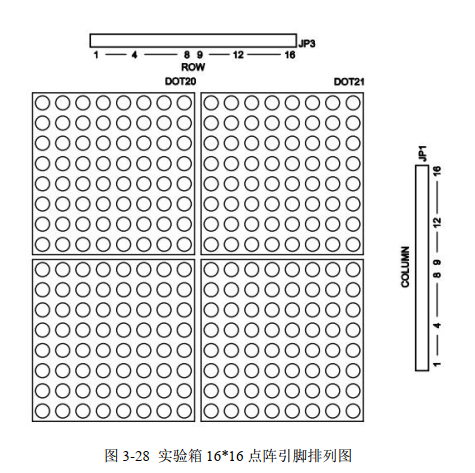 JP3
1 — 4 — 8 9 — 12 — 16
ROW
DOT20
DOT21
JP1
1 — 4 — 8 9 — 12 — 16
COLUMN
图 3-28 实验箱 16*16 点阵引脚排列图